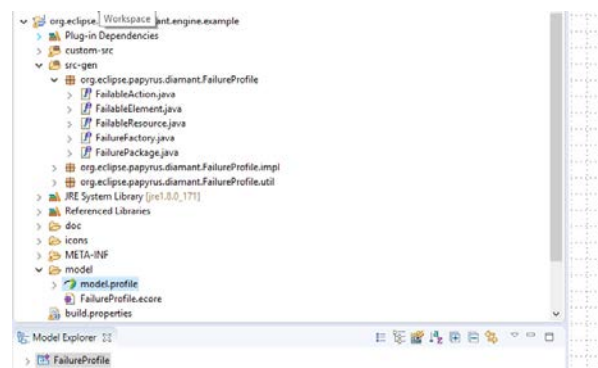 org.eclipse. Workspace ant.engine.example
Plug-in Dependencies
custom-src
src-gen
org.eclipse.papyrus.diamant.FailureProfile
FailableAction.java
FailableElement.java
FailableResource.java
FailureFactory.java
FailurePackage.java
org.eclipse.papyrus.diamant.FailureProfile.impl
org.eclipse.papyrus.diamant.FailureProfile.util
JRE System Library [jre1.8.0_171]
Referenced Libraries
doc
icons
META-INF
model
model.profile
FailureProfile.ecore
build.properties
Model Explorer
FailureProfile